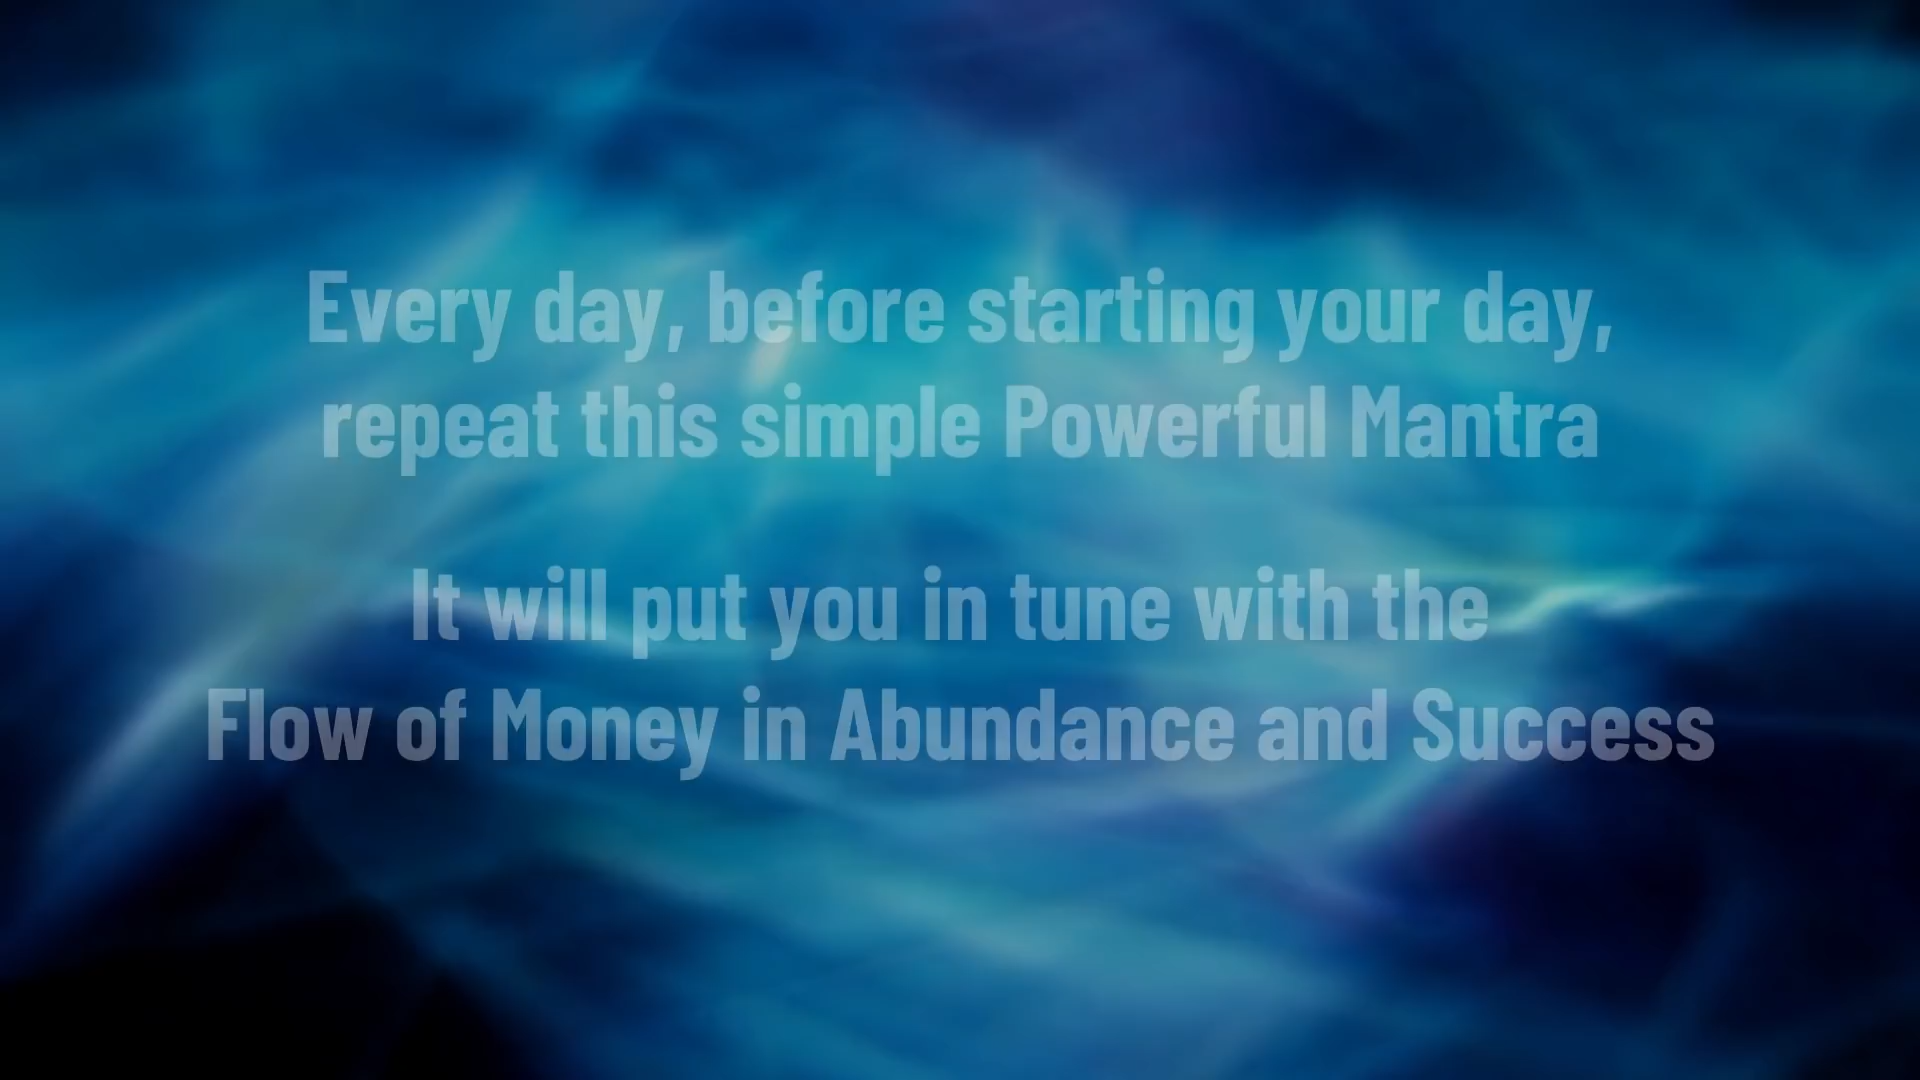 Every day, before starting your day,
repeat this simple Powerful Mantra
It will put you in tune with the
Flow of Money in Abundance and Success